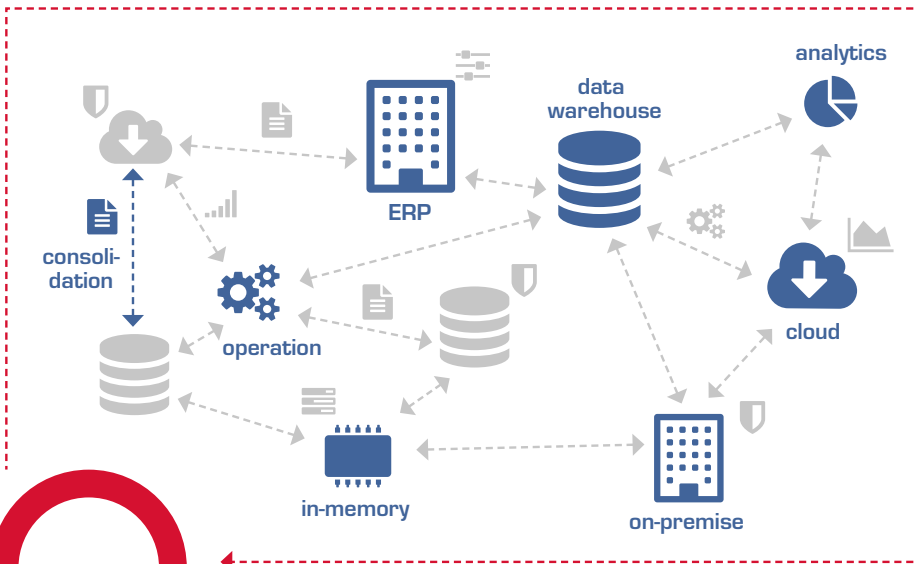 analytics
data
warehouse
ERP
consoli-
dation
operation
cloud
in-memory
on-premise